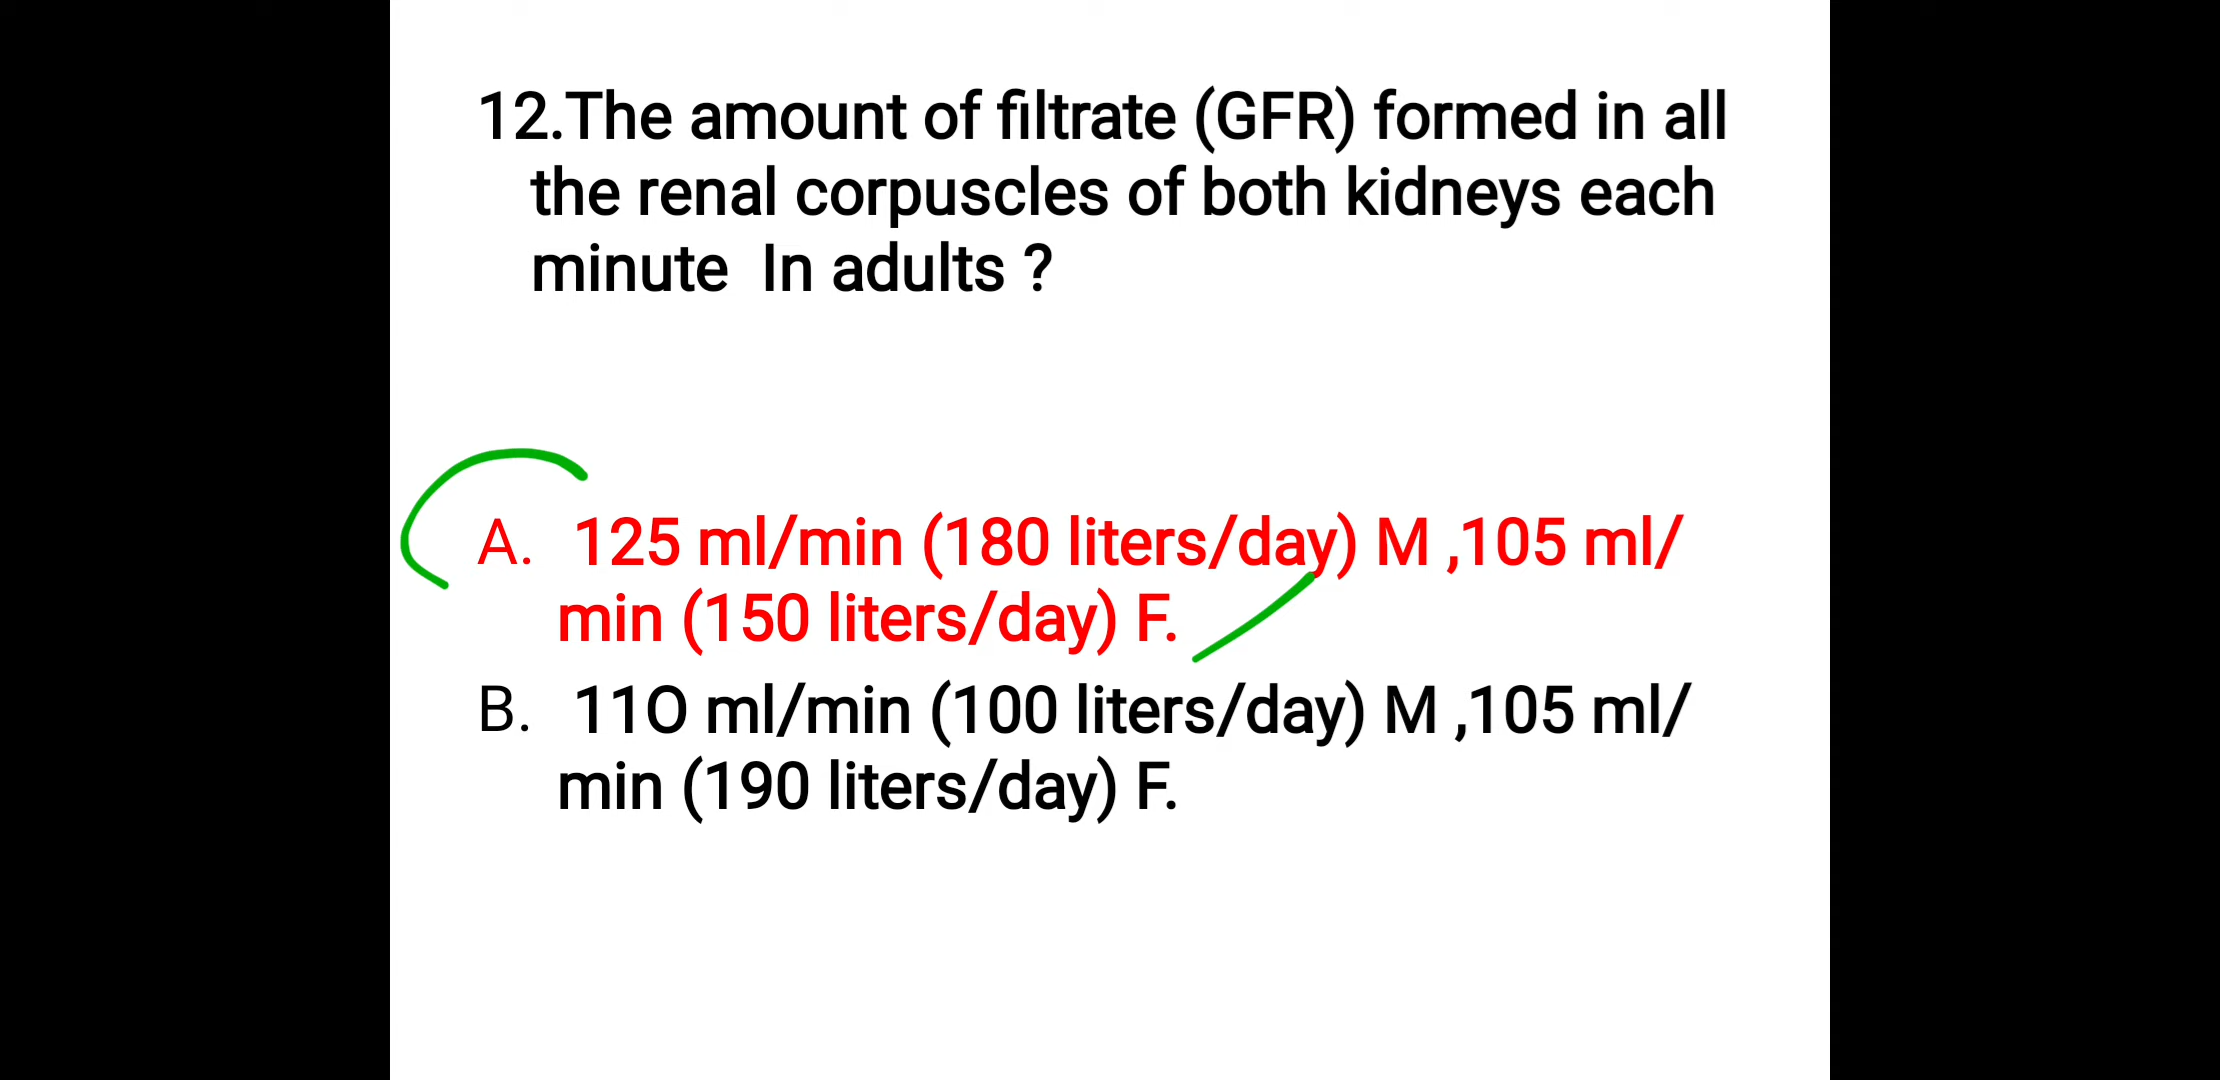 12.The amount of filtrate (GFR) formed in all
the renal corpuscles of both kidneys each
minute  In adults ?
A. 125 ml/min (180 liters/day) M ,105 ml/
min (150 liters/day) F.
B. 11O ml/min (100 liters/day) M ,105 ml/
min (190 liters/day) F.